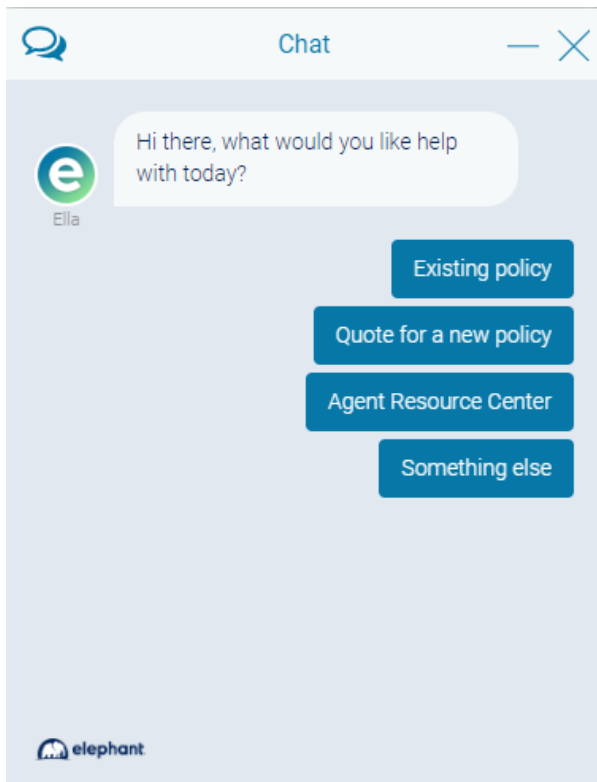 Chat
Hi there, what would you like help
with today?
e
Ella
Existing policy
Quote for a new policy
Agent Resource Center
Something else
elephant